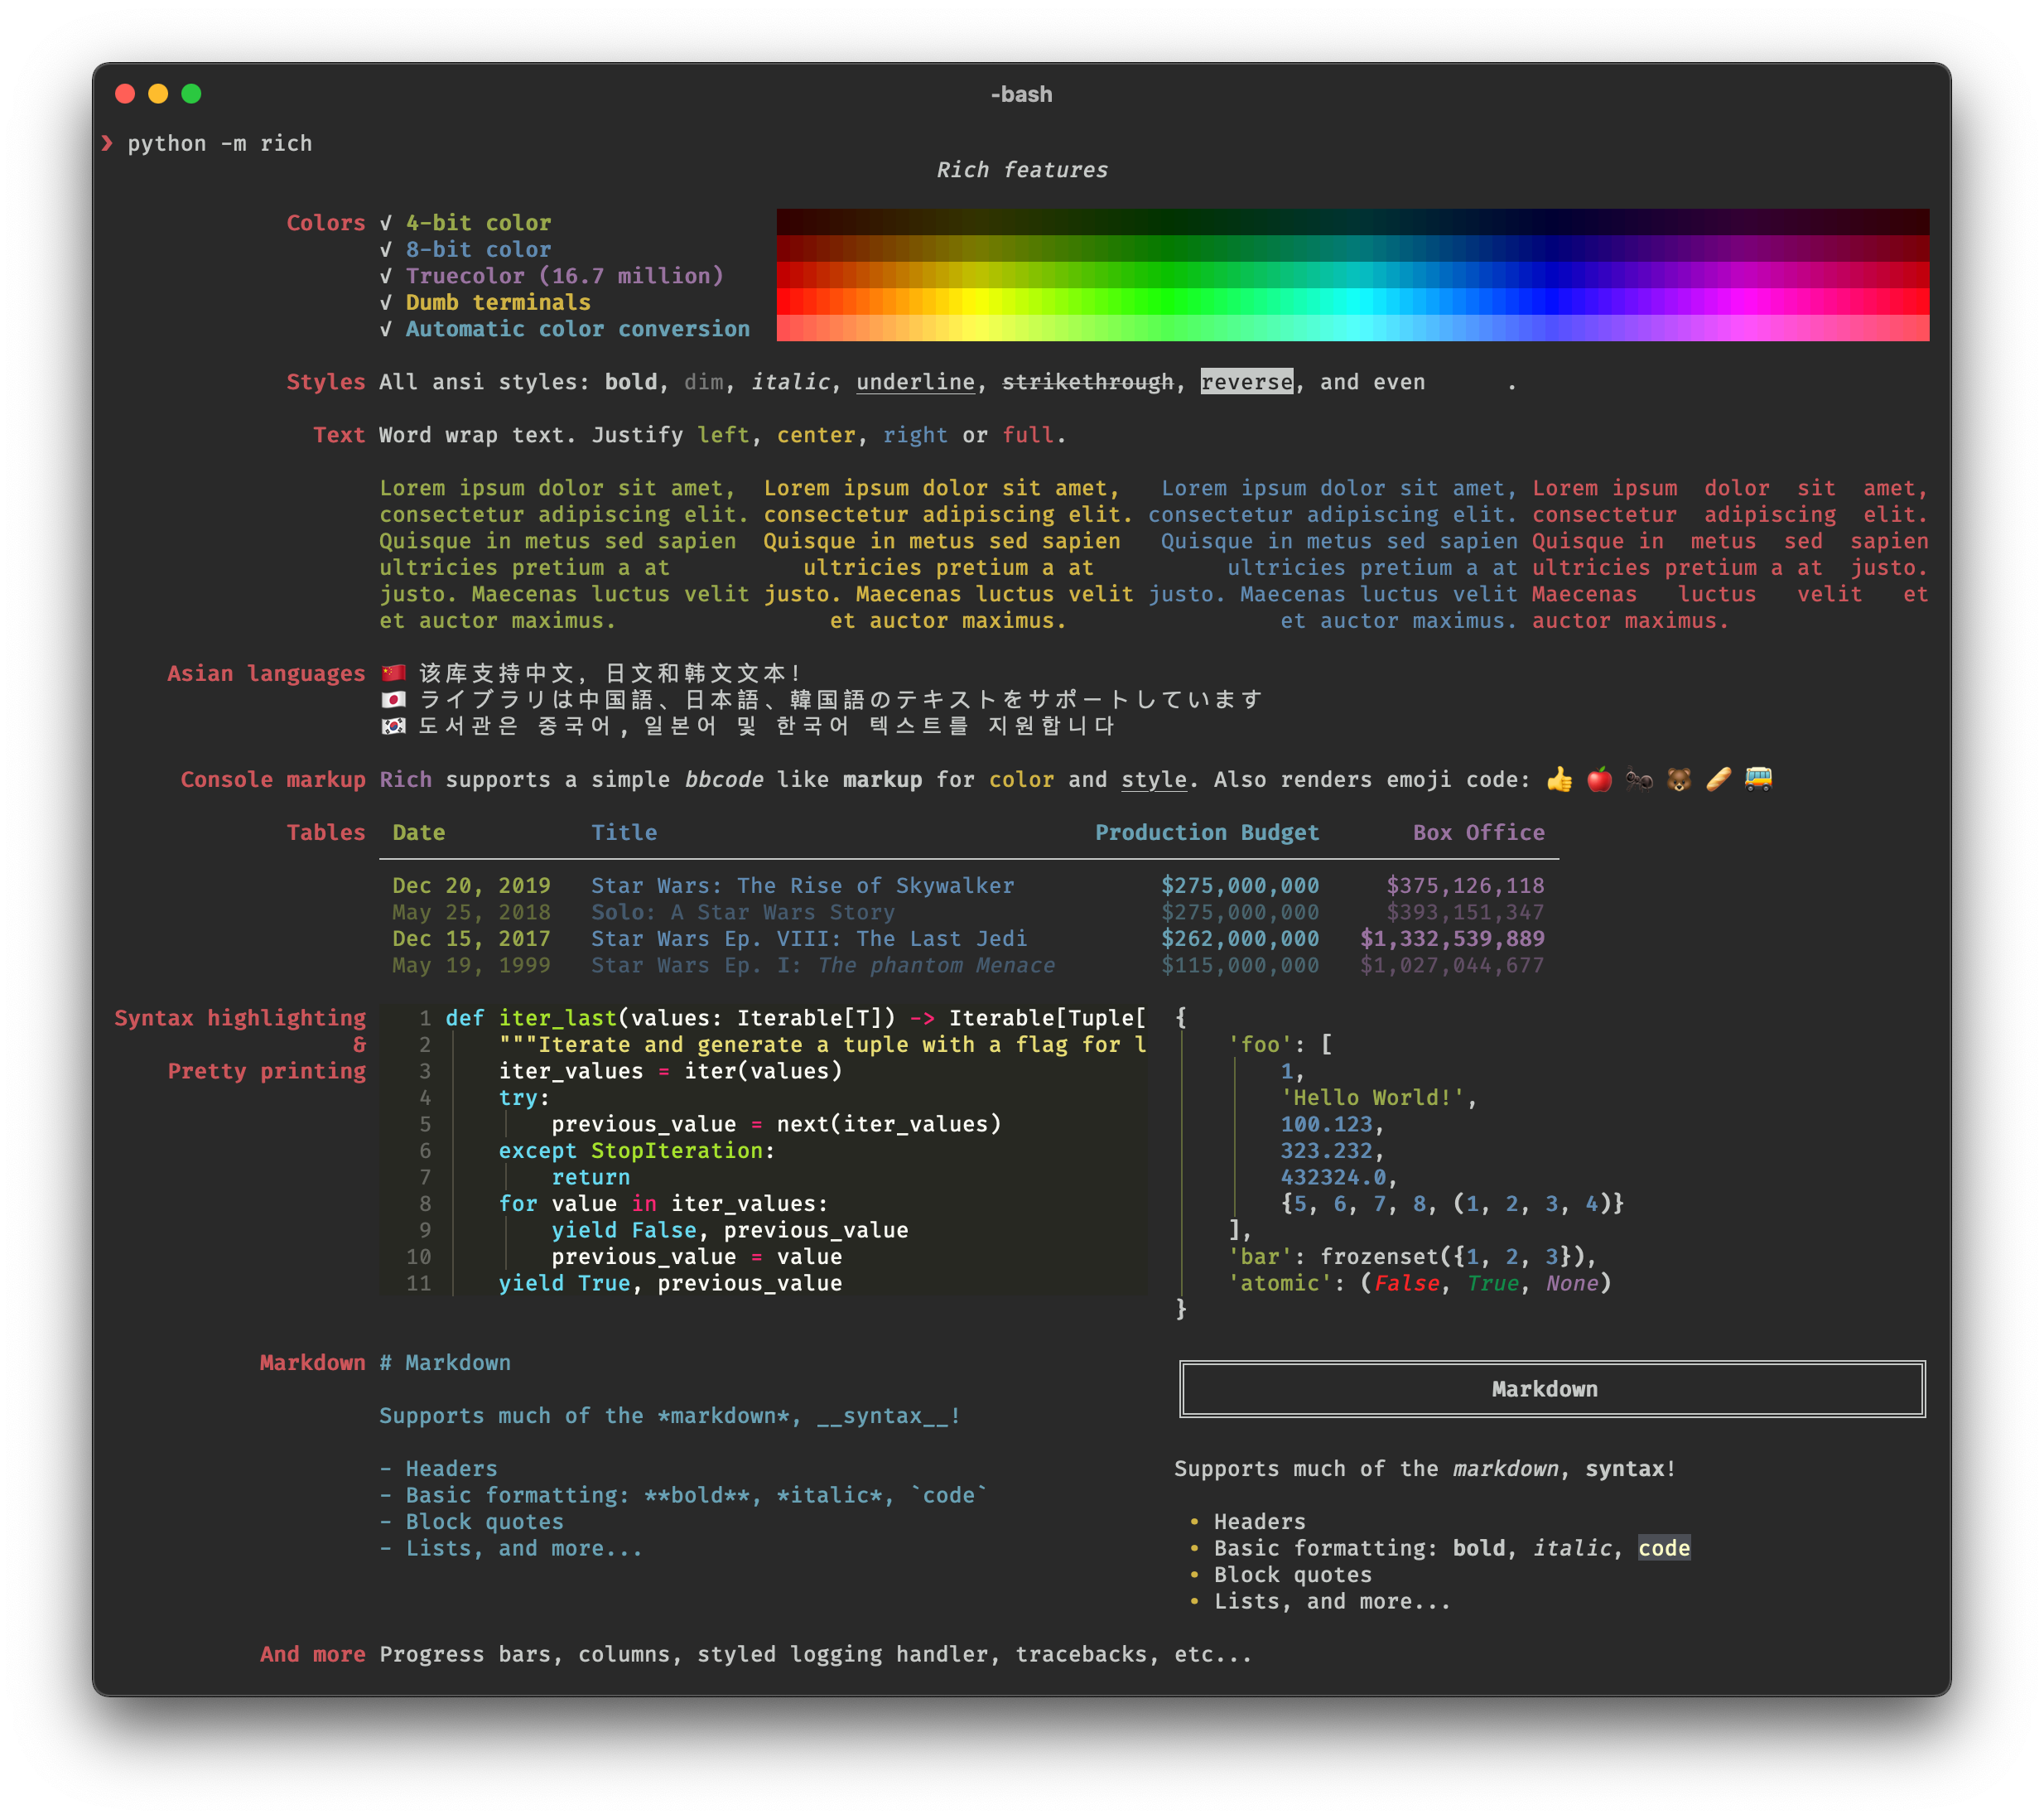 -bash
❯ python -m rich
Rich features
Colors √ 4-bit color
√ 8-bit color
√ Truecolor (16.7 million)
√ Dumb terminals
√ Automatic color conversion
Styles All ansi styles: bold, dim, italic, underline, strikethrough, reverse, and even .
Text Word wrap text. Justify left, center, right or full.
Lorem ipsum dolor sit amet, Lorem ipsum dolor sit amet, Lorem ipsum dolor sit amet, Lorem ipsum dolor sit amet,
consectetur adipiscing elit. consectetur adipiscing elit. consectetur adipiscing elit. consectetur adipiscing elit.
Quisque in metus sed sapien Quisque in metus sed sapien Quisque in metus sed sapien Quisque in metus sed sapien
ultricies pretium a at ultricies pretium a at ultricies pretium a at ultricies pretium a at justo.
justo. Maecenas luctus velit justo. Maecenas luctus velit justo. Maecenas luctus velit Maecenas luctus velit et
et auctor maximus. et auctor maximus. et auctor maximus. auctor maximus.
Asian languages 🇨🇳 该库支持中文，日文和韩文文本！
🇯🇵 ライブラリは中国語、日本語、韓国語のテキストをサポートしています
🇰🇷 도서관은 중국어, 일본어 및 한국어 텍스트를 지원합니다
Console markup Rich supports a simple bbcode like markup for color and style. Also renders emoji code: 👍 🍎 🐜 🐻 🥖 🚌
Tables Date Title Production Budget Box Office
Dec 20, 2019 Star Wars: The Rise of Skywalker $275,000,000 $375,126,118
May 25, 2018 Solo: A Star Wars Story $275,000,000 $393,151,347
Dec 15, 2017 Star Wars Ep. VIII: The Last Jedi $262,000,000 $1,332,539,889
May 19, 1999 Star Wars Ep. I: The phantom Menace $115,000,000 $1,027,044,677
Syntax highlighting 1 def iter_last(values: Iterable[T]) -> Iterable[Tuple[ {
& 2 """Iterate and generate a tuple with a flag for l 'foo': [
Pretty printing 3 iter_values = iter(values) 1,
4 try: 'Hello World!',
5 previous_value = next(iter_values) 100.123,
6 except StopIteration: 323.232,
7 return 432324.0,
8 for value in iter_values: {5, 6, 7, 8, (1, 2, 3, 4)}
9 yield False, previous_value ],
10 previous_value = value 'bar': frozenset({1, 2, 3}),
11 yield True, previous_value 'atomic': (False, True, None)
}
Markdown # Markdown
Markdown
Supports much of the *markdown*, __syntax__!
- Headers Supports much of the markdown, syntax!
- Basic formatting: **bold**, *italic*, `code`
- Block quotes • Headers
- Lists, and more... • Basic formatting: bold, italic, code
• Block quotes
• Lists, and more...
And more Progress bars, columns, styled logging handler, tracebacks, etc...